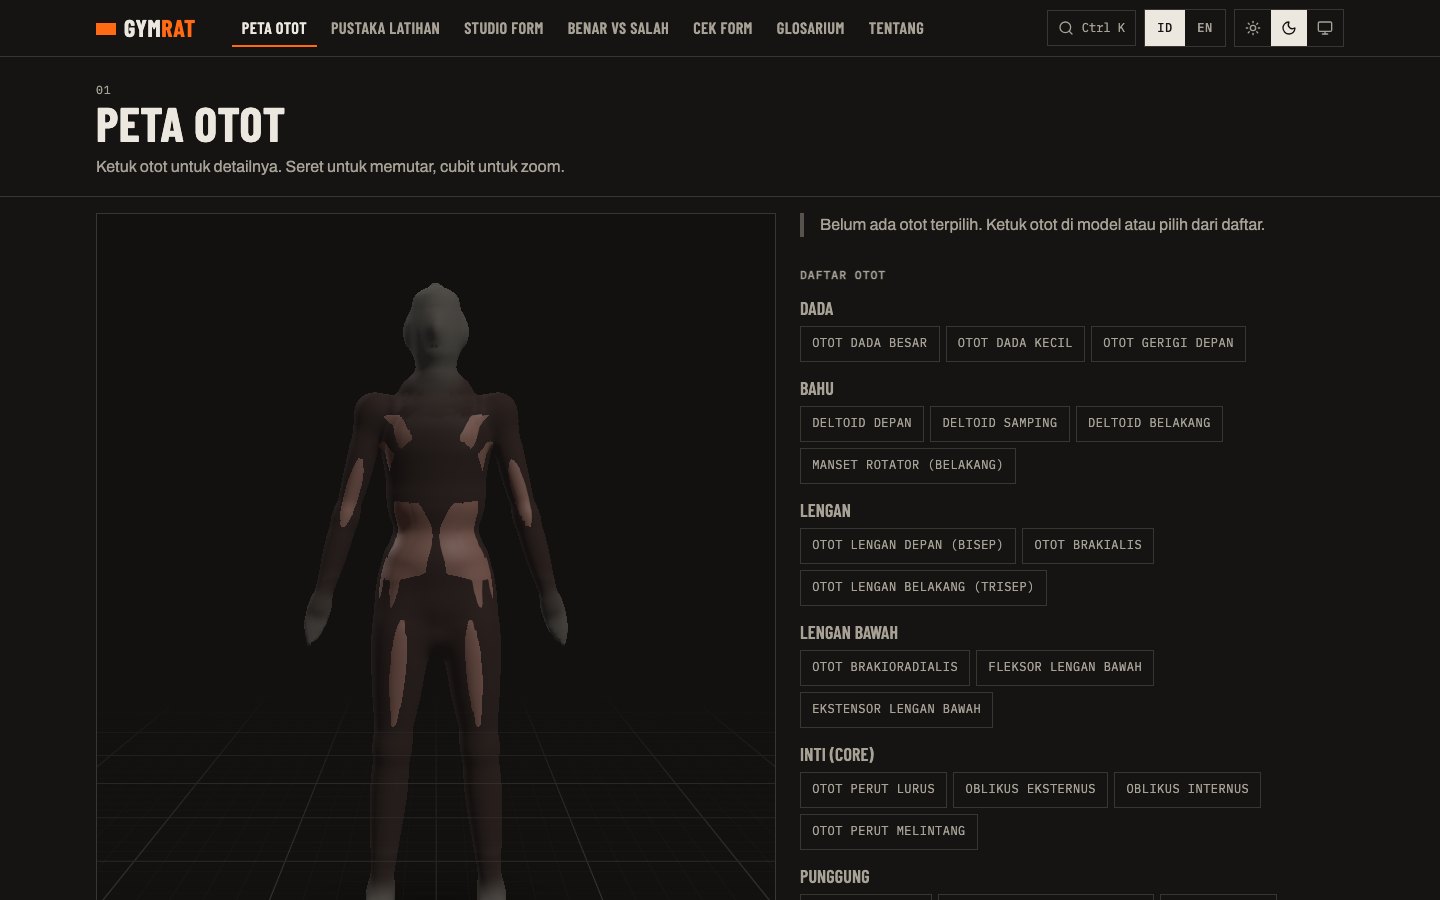 GYMRAT PETA OTOT PUSTAKA LATIHAN STUDIO FORM BENAR VS SALAH CEK FORM GLOSARIUM TENTANG Ctrl K ID EN
01
PETA OTOT
Ketuk otot untuk detailnya. Seret untuk memutar, cubit untuk zoom.
Belum ada otot terpilih. Ketuk otot di model atau pilih dari daftar.
DAFTAR OTOT
DADA
OTOT DADA BESAR OTOT DADA KECIL OTOT GERIGI DEPAN
BAHU
DELTOID DEPAN DELTOID SAMPING DELTOID BELAKANG
MANSET ROTATOR (BELAKANG)
LENGAN
OTOT LENGAN DEPAN (BISEP) OTOT BRAKIALIS
OTOT LENGAN BELAKANG (TRISEP)
LENGAN BAWAH
OTOT BRAKIORADIALIS FLEKSOR LENGAN BAWAH
EKSTENSOR LENGAN BAWAH
INTI (CORE)
OTOT PERUT LURUS OBLIKUS EKSTERNUS OBLIKUS INTERNUS
OTOT PERUT MELINTANG
PUNGGUNG